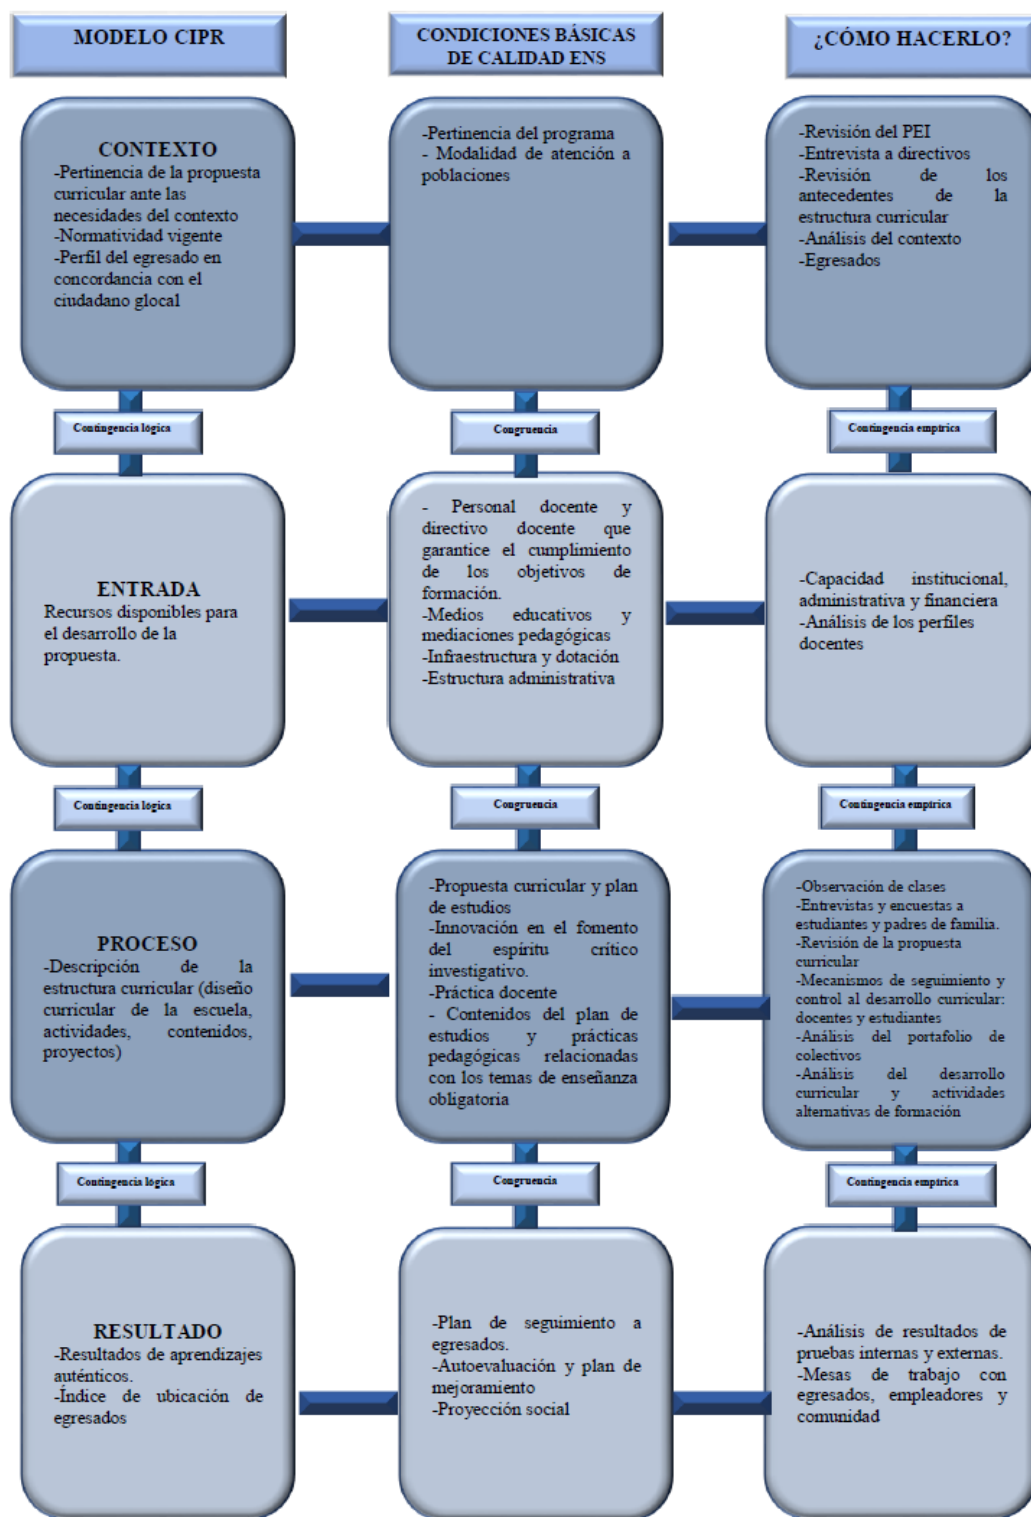 MODELO CIPR
CONDICIONES BÁSICAS
DE CALIDAD ENS
¿CÓMO HACERLO?
CONTEXTO
-Pertinencia de la propuesta
curricular ante las
necesidades del contexto
-Normatividad vigente
-Perfil del egresado en
concordancia con el
ciudadano glocal
-Pertinencia del programa
- Modalidad de atención a
poblaciones
-Revisión del PEI
-Entrevista a directivos
-Revisión de los
antecedentes de la
estructura curricular
-Análisis del contexto
-Egresados
Contingencia lógica
Congruencia
Contingencia empírica
ENTRADA
Recursos disponibles para
el desarrollo de la
propuesta.
- Personal docente y
directivo docente que
garantice el cumplimiento
de los objetivos de
formación.
-Medios educativos y
mediaciones pedagógicas
-Infraestructura y dotación
-Estructura administrativa
-Capacidad institucional,
administrativa y financiera
-Análisis de los perfiles
docentes
Contingencia lógica
Congruencia
Contingencia empírica
PROCESO
-Descripción de la
estructura curricular (diseño
curricular de la escuela,
actividades, contenidos,
proyectos)
-Propuesta curricular y plan
de estudios
-Innovación en el fomento
del espíritu crítico
investigativo.
-Práctica docente
- Contenidos del plan de
estudios y prácticas
pedagógicas relacionadas
con los temas de enseñanza
obligatoria
-Observación de clases
-Entrevistas y encuestas a
estudiantes y padres de familia.
-Revisión de la propuesta
curricular
-Mecanismos de seguimiento y
control al desarrollo curricular:
docentes y estudiantes
-Análisis del portafolio de
colectivos
-Análisis del desarrollo
curricular y actividades
alternativas de formación
Contingencia lógica
Congruencia
Contingencia empírica
RESULTADO
-Resultados de aprendizajes
auténticos.
-Índice de ubicación de
egresados
-Plan de seguimiento a
egresados.
-Autoevaluación y plan de
mejoramiento
-Proyección social
-Análisis de resultados de
pruebas internas y externas.
-Mesas de trabajo con
egresados, empleadores y
comunidad